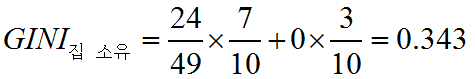 GINI집 소유 = 24/49 × 7/10 + 0 × 3/10 = 0.343